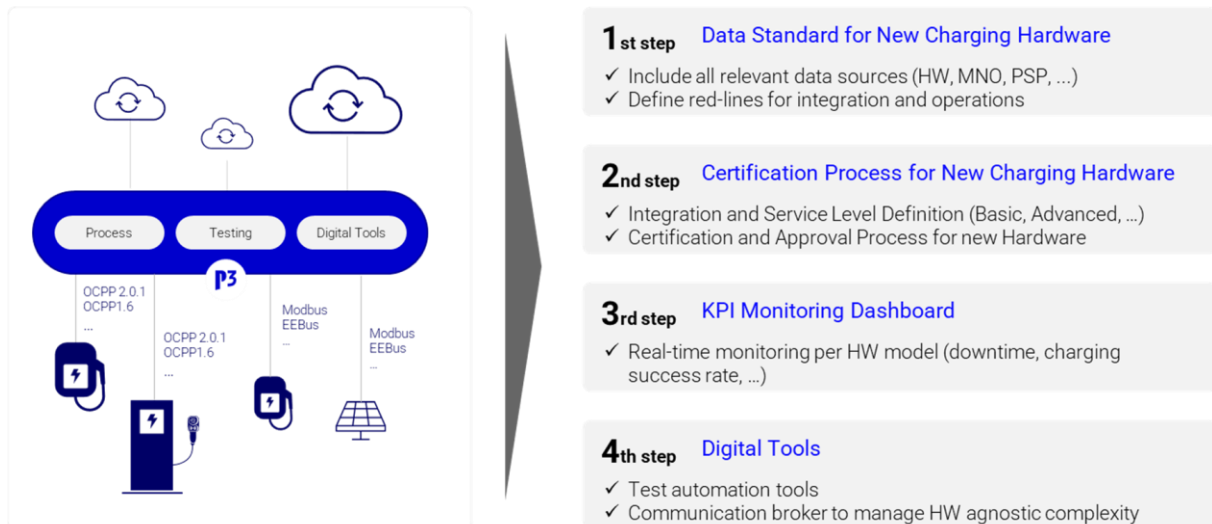 Process
Testing
Digital Tools
P3
OCPP 2.0.1
OCPP1.6
...
OCPP 2.0.1
OCPP1.6
...
Modbus
EEBus
...
Modbus
EEBus
...
1st step Data Standard for New Charging Hardware
✓ Include all relevant data sources (HW, MNO, PSP, ...)
✓ Define red-lines for integration and operations
2nd step Certification Process for New Charging Hardware
✓ Integration and Service Level Definition (Basic, Advanced, ...)
✓ Certification and Approval Process for new Hardware
3rd step KPI Monitoring Dashboard
✓ Real-time monitoring per HW model (downtime, charging
success rate, ...)
4th step Digital Tools
✓ Test automation tools
✓ Communication broker to manage HW agnostic complexity